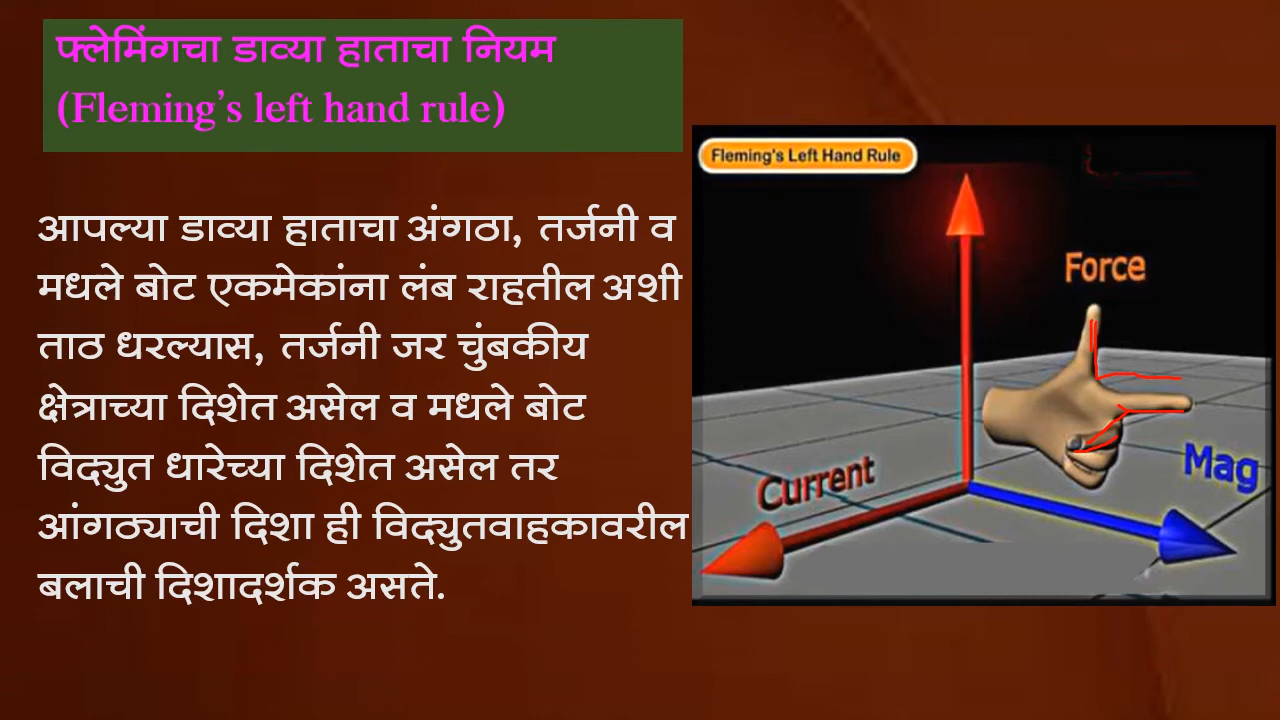 फ्लेमिंगचा डाव्या हाताचा नियम
(Fleming's left hand rule)
आपल्या डाव्या हाताचा अंगठा, तर्जनी व
मधले बोट एकमेकांना लंब राहतील अशी
ताठ धरल्यास, तर्जनी जर चुंबकीय
क्षेत्राच्या दिशेत असेल व मधले बोट
विद्युत धारेच्या दिशेत असेल तर
आंगठ्याची दिशा ही विद्युतवाहकावरील
बलाची दिशादर्शक असते.
Fleming's Left Hand Rule
Force
Current
Mag